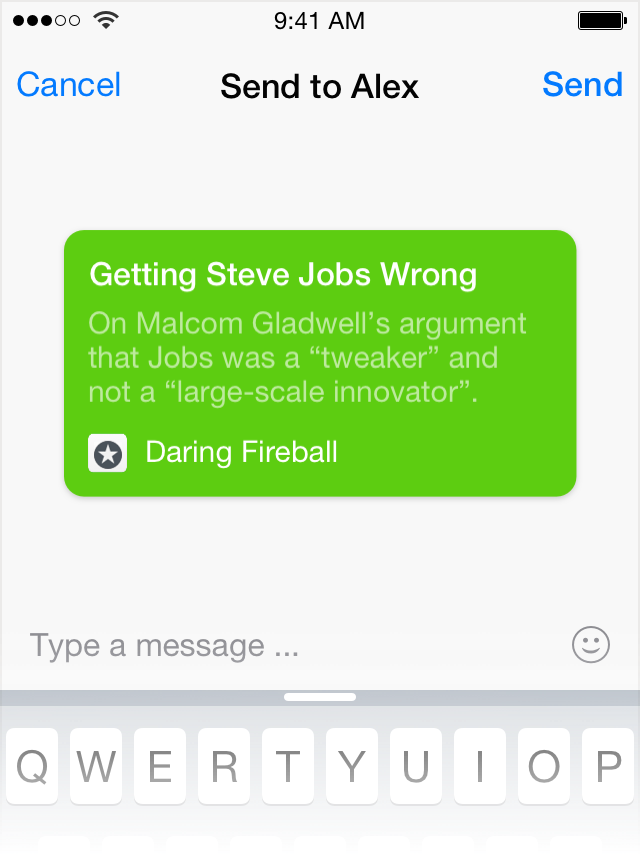 9:41 AM
Cancel Send to Alex Send
Getting Steve Jobs Wrong
On Malcom Gladwell’s argument
that Jobs was a “tweaker” and
not a “large-scale innovator”.
Daring Fireball
Type a message ...
Q W E R T Y U I O P